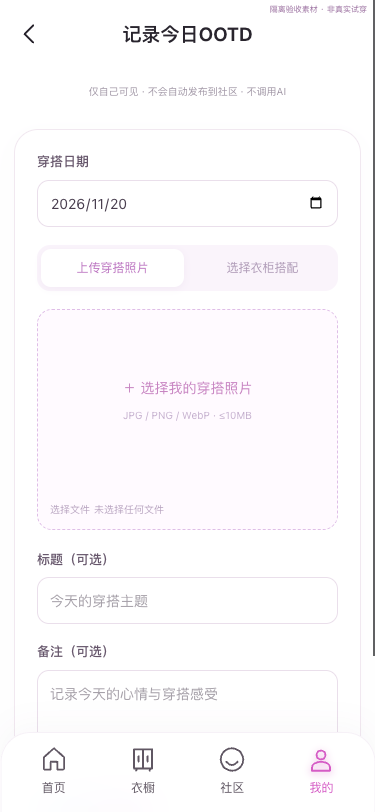 隔离验收素材 · 非真实试穿
记录今日OOTD
仅自己可见 · 不会自动发布到社区 · 不调用AI
穿搭日期
2026/11/20
上传穿搭照片
选择衣柜搭配
＋ 选择我的穿搭照片
JPG / PNG / WebP · ≤10MB
选择文件 未选择任何文件
标题（可选）
今天的穿搭主题
备注（可选）
记录今天的心情与穿搭感受
首页
衣橱
社区
我的